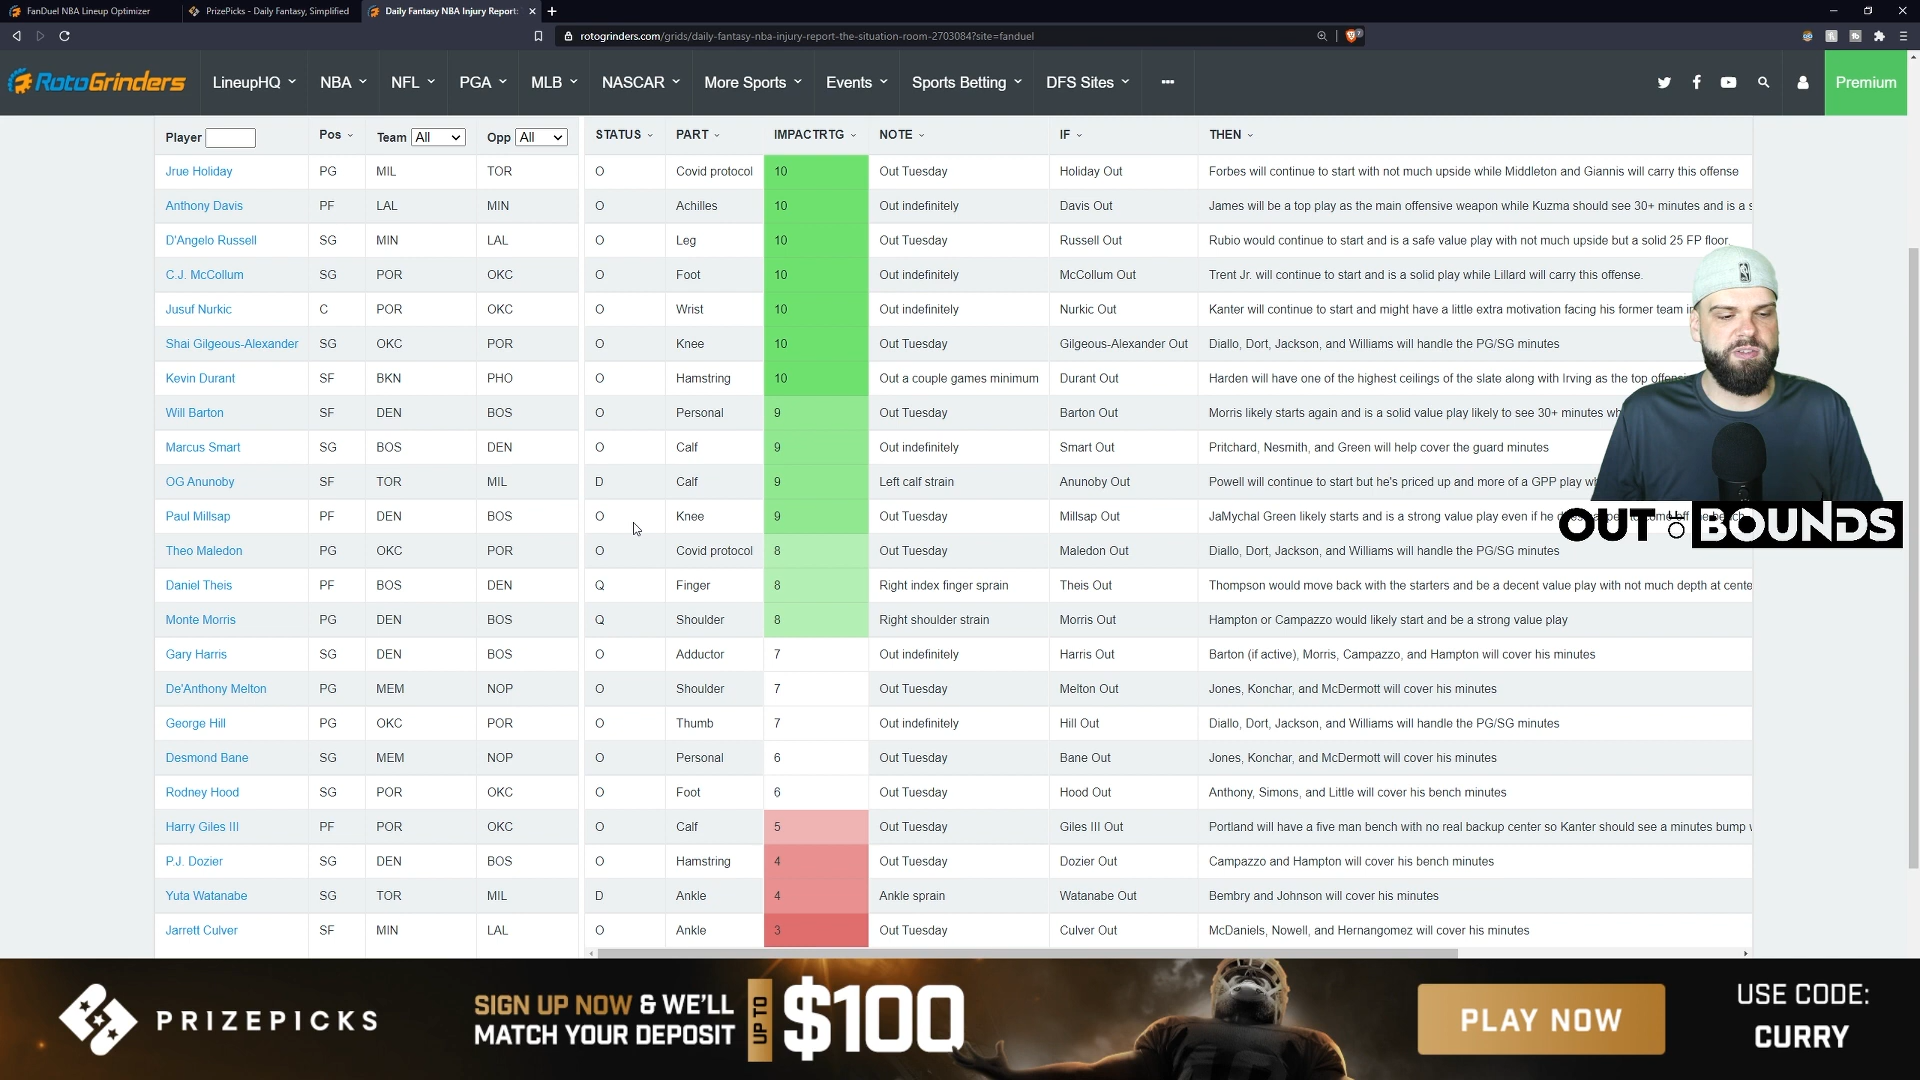 FanDuel NBA Lineup Optimizer
PrizePicks - Daily Fantasy, Simplified
Daily Fantasy NBA Injury Report:
rotogrinders.com/grids/daily-fantasy-nba-injury-report-the-situation-room-2703084?site=fanduel
RotoGrinders LineupHQ NBA NFL PGA MLB NASCAR More Sports Events Sports Betting DFS Sites ••• Premium
Player Pos Team All Opp All STATUS PART IMPACTRTG NOTE IF THEN
Jrue Holiday PG MIL TOR O Covid protocol 10 Out Tuesday Holiday Out Forbes will continue to start with not much upside while Middleton and Giannis will carry this offense
Anthony Davis PF LAL MIN O Achilles 10 Out indefinitely Davis Out James will be a top play as the main offensive weapon while Kuzma should see 30+ minutes and is a s
D'Angelo Russell SG MIN LAL O Leg 10 Out Tuesday Russell Out Rubio would continue to start and is a safe value play with not much upside but a solid 25 FP floor.
C.J. McCollum SG POR OKC O Foot 10 Out indefinitely McCollum Out Trent Jr. will continue to start and is a solid play while Lillard will carry this offense.
Jusuf Nurkic C POR OKC O Wrist 10 Out indefinitely Nurkic Out Kanter will continue to start and might have a little extra motivation facing his former team in
Shai Gilgeous-Alexander SG OKC POR O Knee 10 Out Tuesday Gilgeous-Alexander Out Diallo, Dort, Jackson, and Williams will handle the PG/SG minutes
Kevin Durant SF BKN PHO O Hamstring 10 Out a couple games minimum Durant Out Harden will have one of the highest ceilings of the slate along with Irving as the top
Will Barton SF DEN BOS O Personal 9 Out Tuesday Barton Out Morris likely starts again and is a solid value play likely to see 30+ minutes
Marcus Smart SG BOS DEN O Calf 9 Out indefinitely Smart Out Pritchard, Nesmith, and Green will help cover the guard minutes
OG Anunoby SF TOR MIL D Calf 9 Left calf strain Anunoby Out Powell will continue to start but he's priced up and more of a GPP play
Paul Millsap PF DEN BOS O Knee 9 Out Tuesday Millsap Out JaMychal Green likely starts and is a strong value play even if he
Theo Maledon PG OKC POR O Covid protocol 8 Out Tuesday Maledon Out Diallo, Dort, Jackson, and Williams will handle the PG/SG minutes
Daniel Theis PF BOS DEN Q Finger 8 Right index finger sprain Theis Out Thompson would move back with the starters and be a decent value play with not much depth at cente
Monte Morris PG DEN BOS Q Shoulder 8 Right shoulder strain Morris Out Hampton or Campazzo would likely start and be a strong value play
Gary Harris SG DEN BOS O Adductor 7 Out indefinitely Harris Out Barton (if active), Morris, Campazzo, and Hampton will cover his minutes
De'Anthony Melton PG MEM NOP O Shoulder 7 Out Tuesday Melton Out Jones, Konchar, and McDermott will cover his minutes
George Hill PG OKC POR O Thumb 7 Out indefinitely Hill Out Diallo, Dort, Jackson, and Williams will handle the PG/SG minutes
Desmond Bane SG MEM NOP O Personal 6 Out Tuesday Bane Out Jones, Konchar, and McDermott will cover his minutes
Rodney Hood SG POR OKC O Foot 6 Out Tuesday Hood Out Anthony, Simons, and Little will cover his bench minutes
Harry Giles III PF POR OKC O Calf 5 Out Tuesday Giles III Out Portland will have a five man bench with no real backup center so Kanter should see a minutes bump
P.J. Dozier SG DEN BOS O Hamstring 4 Out Tuesday Dozier Out Campazzo and Hampton will cover his bench minutes
Yuta Watanabe SG TOR MIL D Ankle 4 Ankle sprain Watanabe Out Bembry and Johnson will cover his minutes
Jarrett Culver SF MIN LAL O Ankle 3 Out Tuesday Culver Out McDaniels, Nowell, and Hernangomez will cover his minutes
OUT OF BOUNDS
PRIZEPICKS
SIGN UP NOW & WE'LL
MATCH YOUR DEPOSIT
UP TO
$100
PLAY NOW
USE CODE:
CURRY